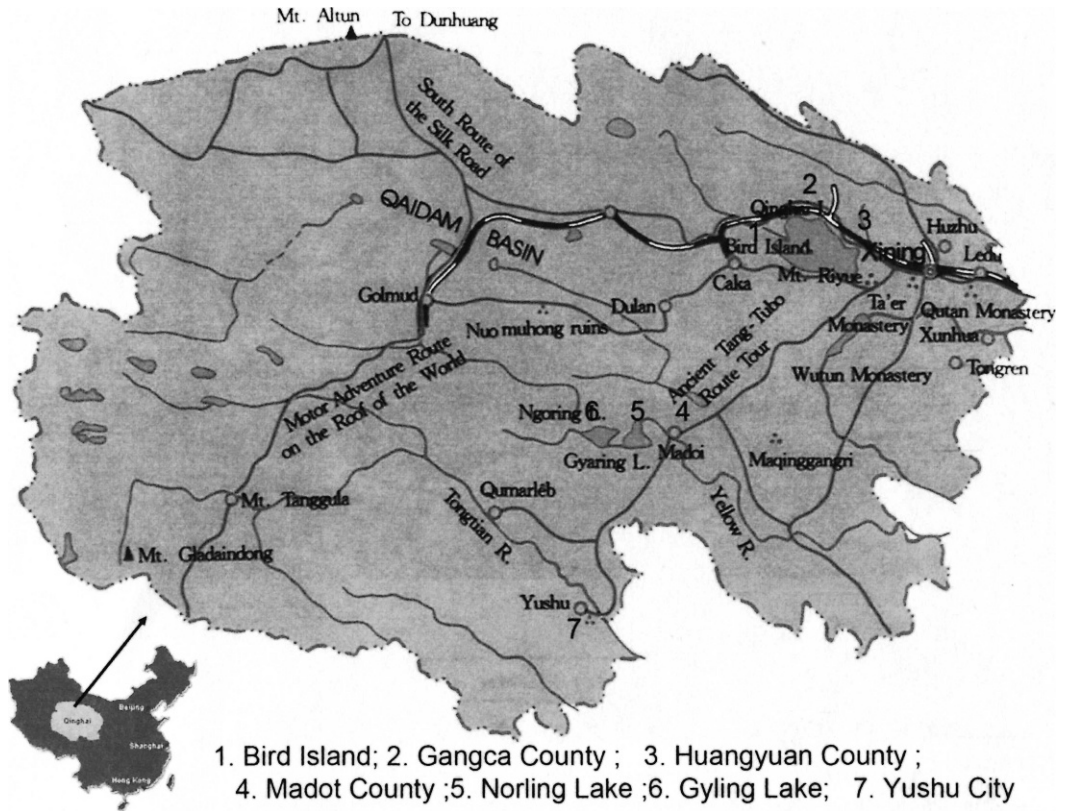 Mt. Altun
To Dunhuang
South Route of
the Silk Road
QAIDAM
BASIN
2
1
3
Bird Island
Xining
Huzhu
Ledu
Mt. Riyue
Caka
Golmud
Dulan
Nuo muhong ruins
Ta'er
Monastery
Qutan Monastery
Xunhua
Tongren
Wutun Monastery
Ancient Tang-Tubo
Route Tour
Motor Adventure Route
on the Roof of the World
Ngoring L.
6
5
4
Gyaring L.
Madoi
Maqinggangri
Qumarlêb
Mt. Tanggula
Tongtian R.
Yellow R.
Mt. Gladaindong
Yushu
7
Beijing
Qinghai
Shanghai
Hong Kong
1. Bird Island; 2. Gangca County ; 3. Huangyuan County ;
4. Madot County ;5. Norling Lake ;6. Gyling Lake; 7. Yushu City